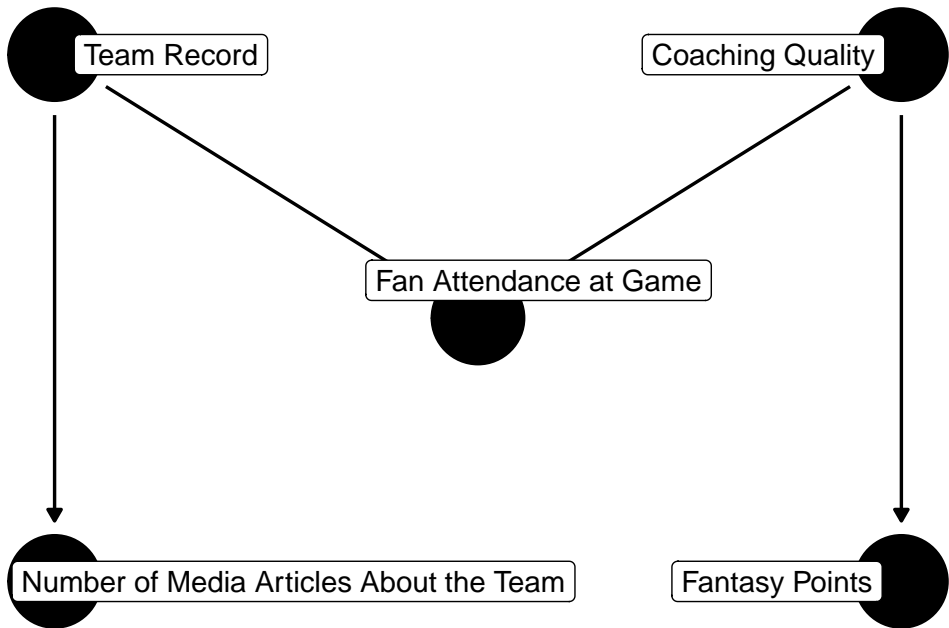 Team Record
Coaching Quality
Fan Attendance at Game
Number of Media Articles About the Team
Fantasy Points